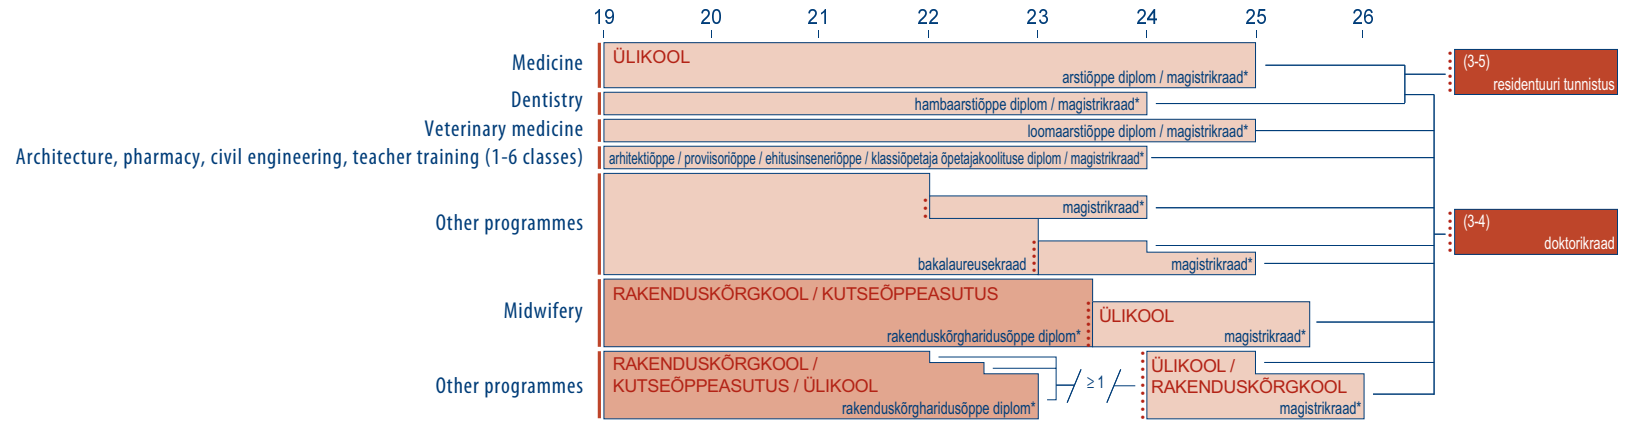 19 20 21 22 23 24 25 26
Medicine
ÜLIKOOL
arstiõppe diplom / magistrikraad*
(3-5)
residentuuri tunnistus
Dentistry
hambaarstiõppe diplom / magistrikraad*
Veterinary medicine
loomaarstiõppe diplom / magistrikraad*
Architecture, pharmacy, civil engineering, teacher training (1-6 classes)
arhitektiõppe / proviisoriõppe / ehitusinseneriõppe / klassiõpetaja õpetajakoolituse diplom / magistrikraad*
Other programmes
magistrikraad*
bakalaureusekraad
magistrikraad*
(3-4)
doktorikraad
Midwifery
RAKENDUSKÕRGKOOL / KUTSEÕPPEASUTUS
rakenduskõrgharidusõppe diplom*
ÜLIKOOL
magistrikraad*
Other programmes
RAKENDUSKÕRGKOOL /
KUTSEÕPPEASUTUS / ÜLIKOOL
rakenduskõrgharidusõppe diplom*
≥ 1
ÜLIKOOL /
RAKENDUSKÕRGKOOL
magistrikraad*